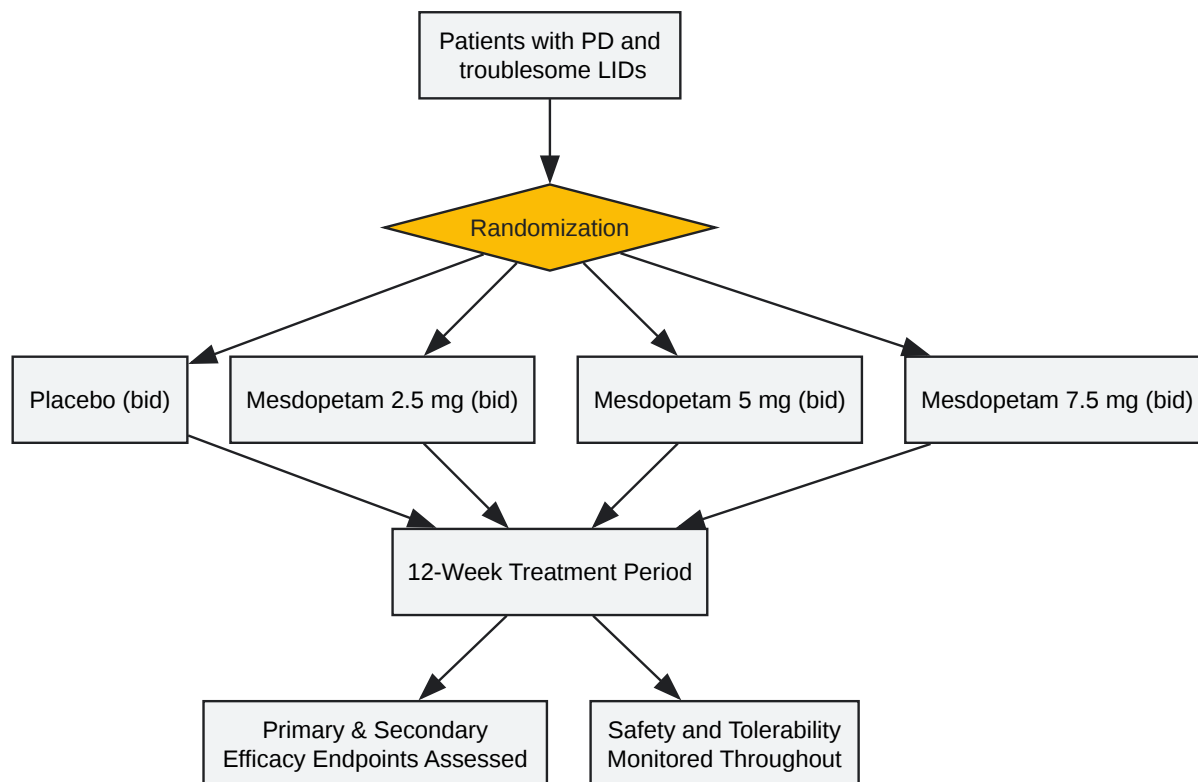 Patients with PD and
troublesome LIDs
Randomization
Placebo (bid)
Mesdopetam 2.5 mg (bid)
Mesdopetam 5 mg (bid)
Mesdopetam 7.5 mg (bid)
12-Week Treatment Period
Primary & Secondary
Efficacy Endpoints Assessed
Safety and Tolerability
Monitored Throughout